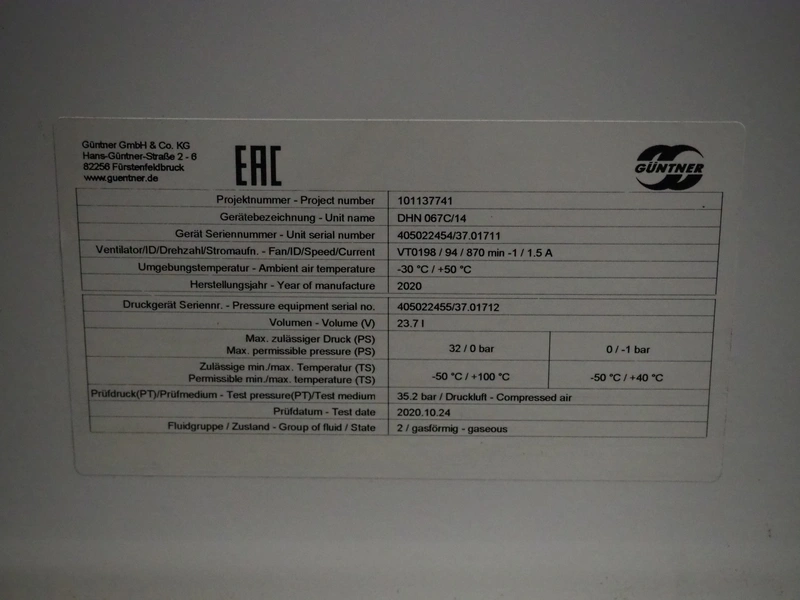 Güntner GmbH & Co. KG
Hans-Güntner-Straße 2 - 6
82256 Fürstenfeldbruck
www.guentner.de
EAC
GÜNTNER
Projektnummer - Project number 101137741
Gerätebezeichnung - Unit name DHN 067C/14
Gerät Seriennummer - Unit serial number 405022454/37.01711
Ventilator/ID/Drehzahl/Stromaufn. - Fan/ID/Speed/Current VT0198 / 94 / 870 min -1 / 1.5 A
Umgebungstemperatur - Ambient air temperature -30 °C / +50 °C
Herstellungsjahr - Year of manufacture 2020
Druckgerät Seriennr. - Pressure equipment serial no. 405022455/37.01712
Volumen - Volume (V) 23.7 l
Max. zulässiger Druck (PS)
Max. permissible pressure (PS) 32 / 0 bar 0 / -1 bar
Zulässige min./max. Temperatur (TS)
Permissible min./max. temperature (TS) -50 °C / +100 °C -50 °C / +40 °C
Prüfdruck(PT)/Prüfmedium - Test pressure(PT)/Test medium 35.2 bar / Druckluft - Compressed air
Prüfdatum - Test date 2020.10.24
Fluidgruppe / Zustand - Group of fluid / State 2 / gasförmig - gaseous